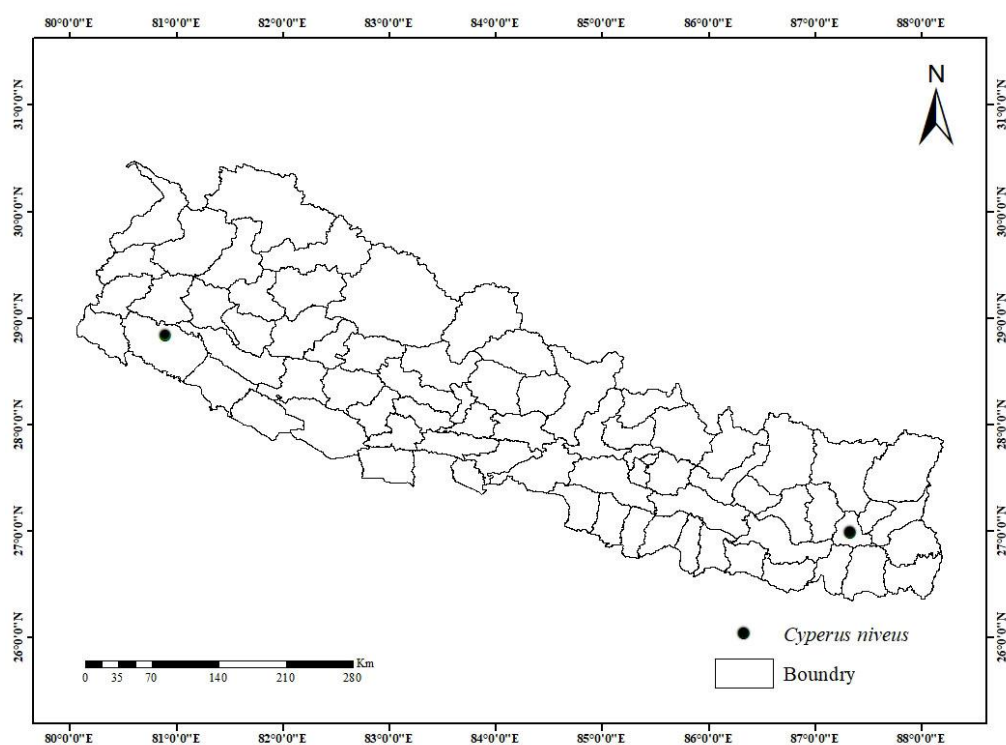 80°0'0"E 81°0'0"E 82°0'0"E 83°0'0"E 84°0'0"E 85°0'0"E 86°0'0"E 87°0'0"E 88°0'0"E
N
31°0'0"N 31°0'0"N
30°0'0"N 30°0'0"N
29°0'0"N 29°0'0"N
28°0'0"N 28°0'0"N
27°0'0"N 27°0'0"N
26°0'0"N 26°0'0"N
Cyperus niveus
Boundry
Km
0 35 70 140 210 280
80°0'0"E 81°0'0"E 82°0'0"E 83°0'0"E 84°0'0"E 85°0'0"E 86°0'0"E 87°0'0"E 88°0'0"E